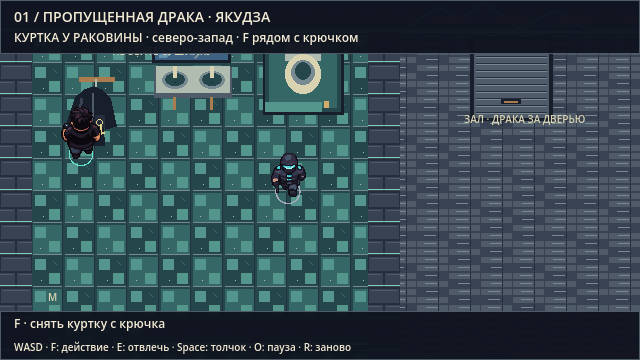 01 / ПРОПУЩЕННАЯ ДРАКА · ЯКУДЗА
КУРТКА У РАКОВИНЫ · северо-запад · F рядом с крючком
ЗАЛ · ДРАКА ЗА ДВЕРЬЮ
М
F · снять куртку с крючка
WASD · F: действие · E: отвлечь · Space: толчок · O: пауза · R: заново